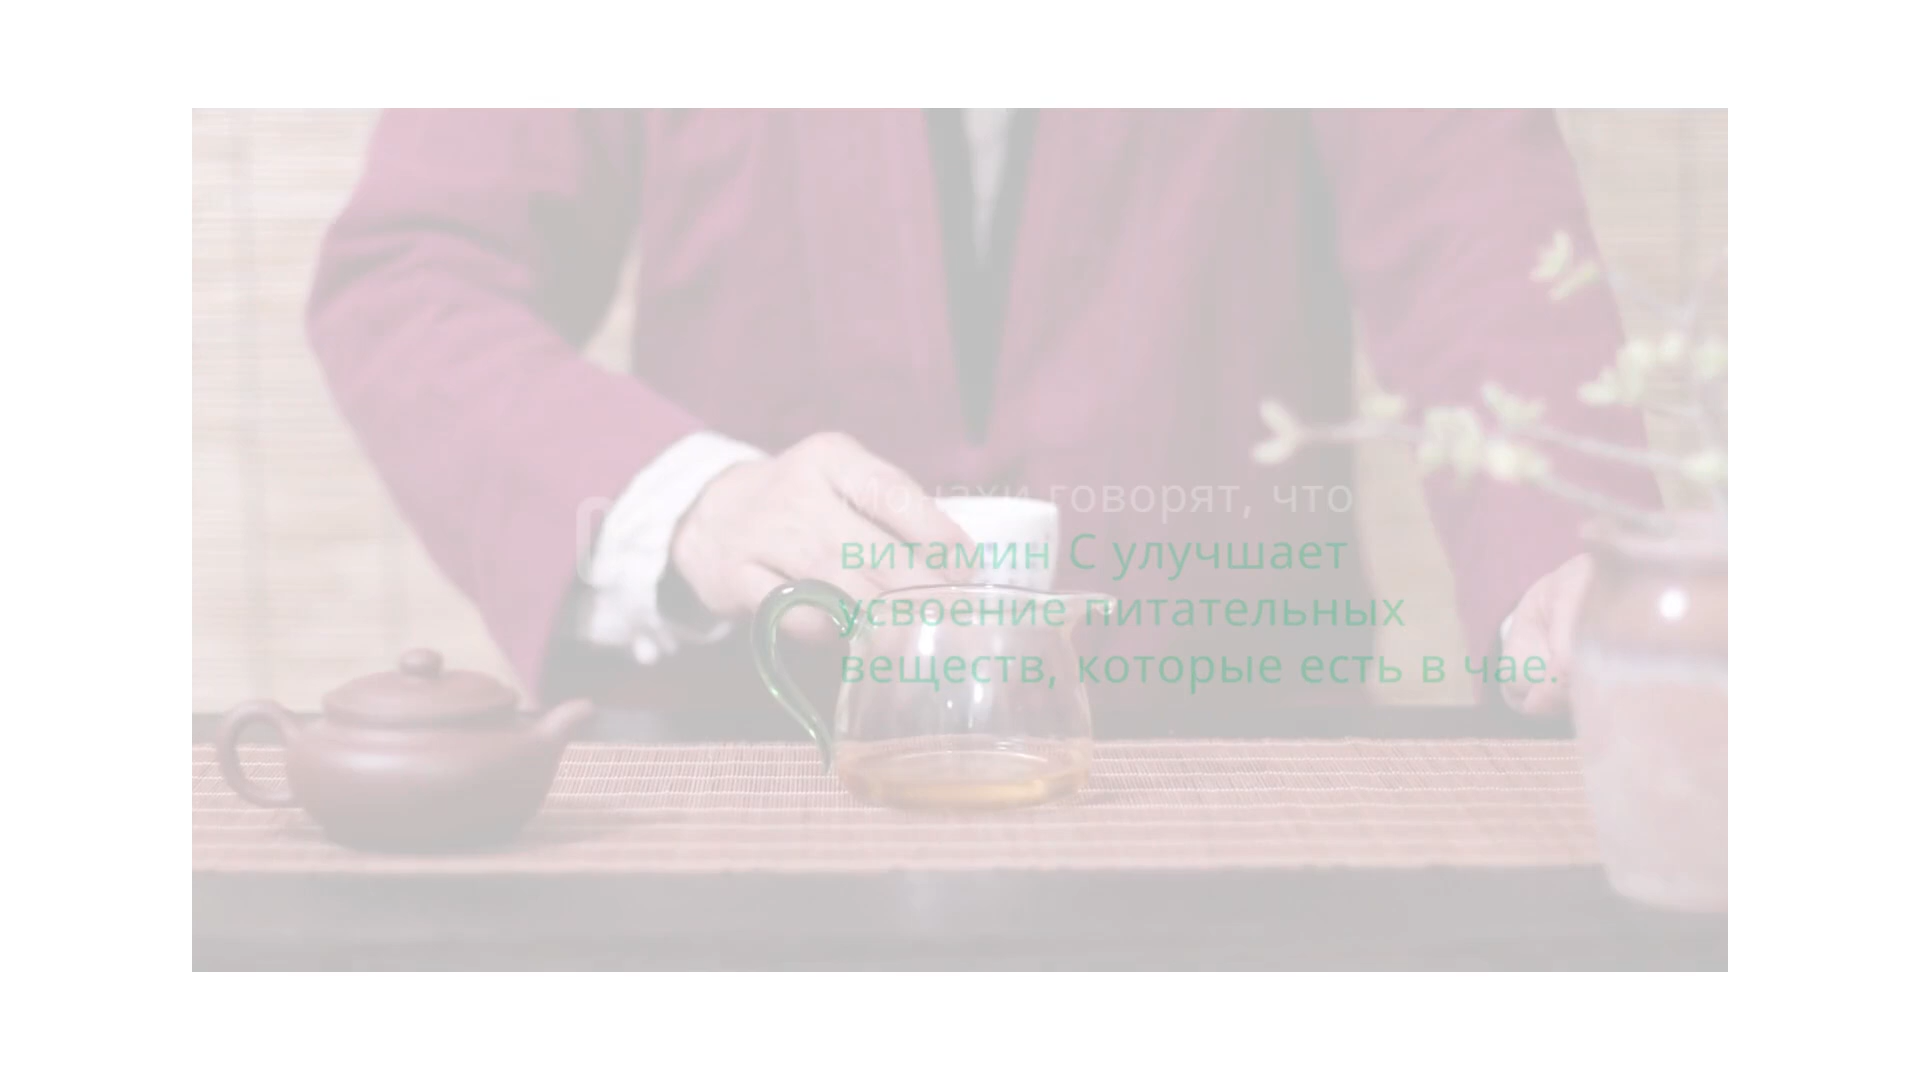 Монахи говорят, что
витамин С улучшает
усвоение питательных
веществ, которые есть в чае.